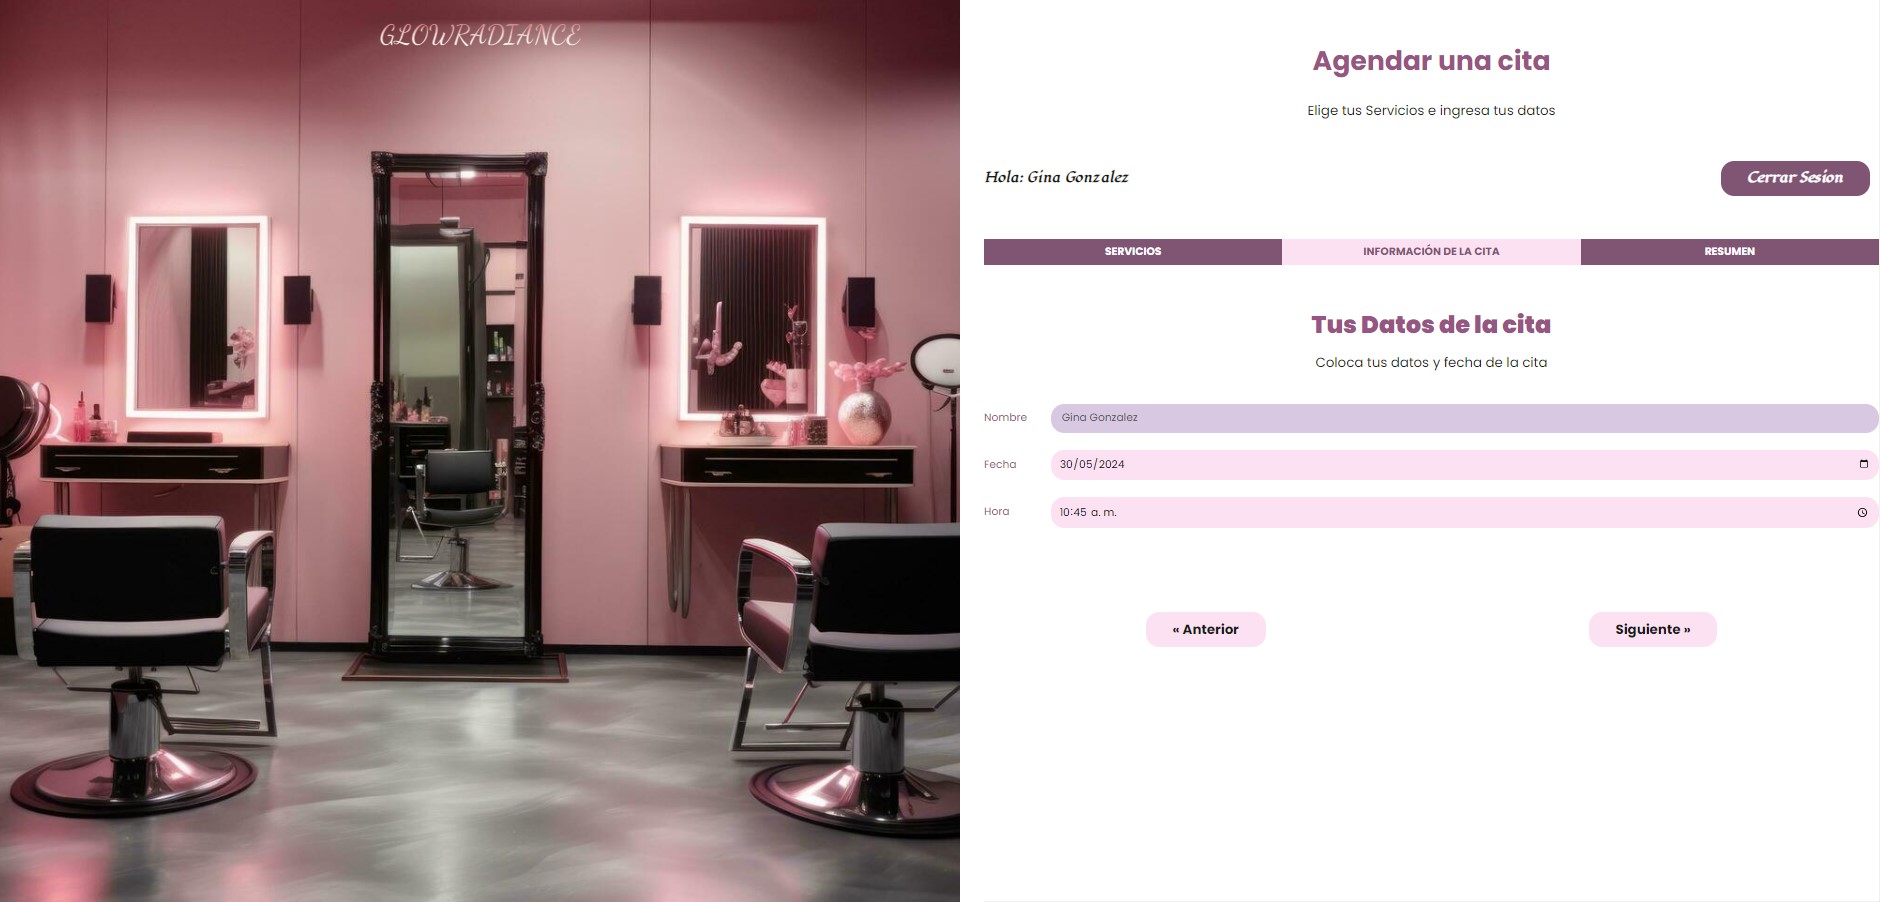 GLOWRADIANCE
Agendar una cita
Elige tus Servicios e ingresa tus datos
Hola: Gina Gonzalez
Cerrar Sesion
SERVICIOS
INFORMACIÓN DE LA CITA
RESUMEN
Tus Datos de la cita
Coloca tus datos y fecha de la cita
Nombre Gina Gonzalez
Fecha 30/05/2024
Hora 10:45 a. m.
« Anterior
Siguiente »